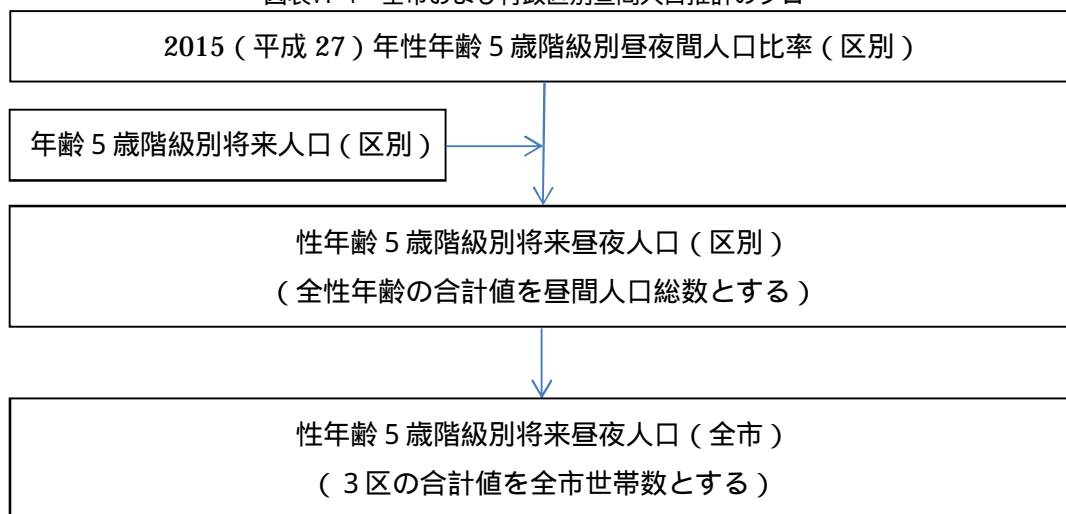 2015（平成 27）年性年齢 5 歳階級別昼夜間人口比率（区別）
年齢 5 歳階級別将来人口（区別）
性年齢 5 歳階級別将来昼夜人口（区別）
（全性年齢の合計値を昼間人口総数とする）
性年齢 5 歳階級別将来昼夜人口（全市）
（ 3 区の合計値を全市世帯数とする）